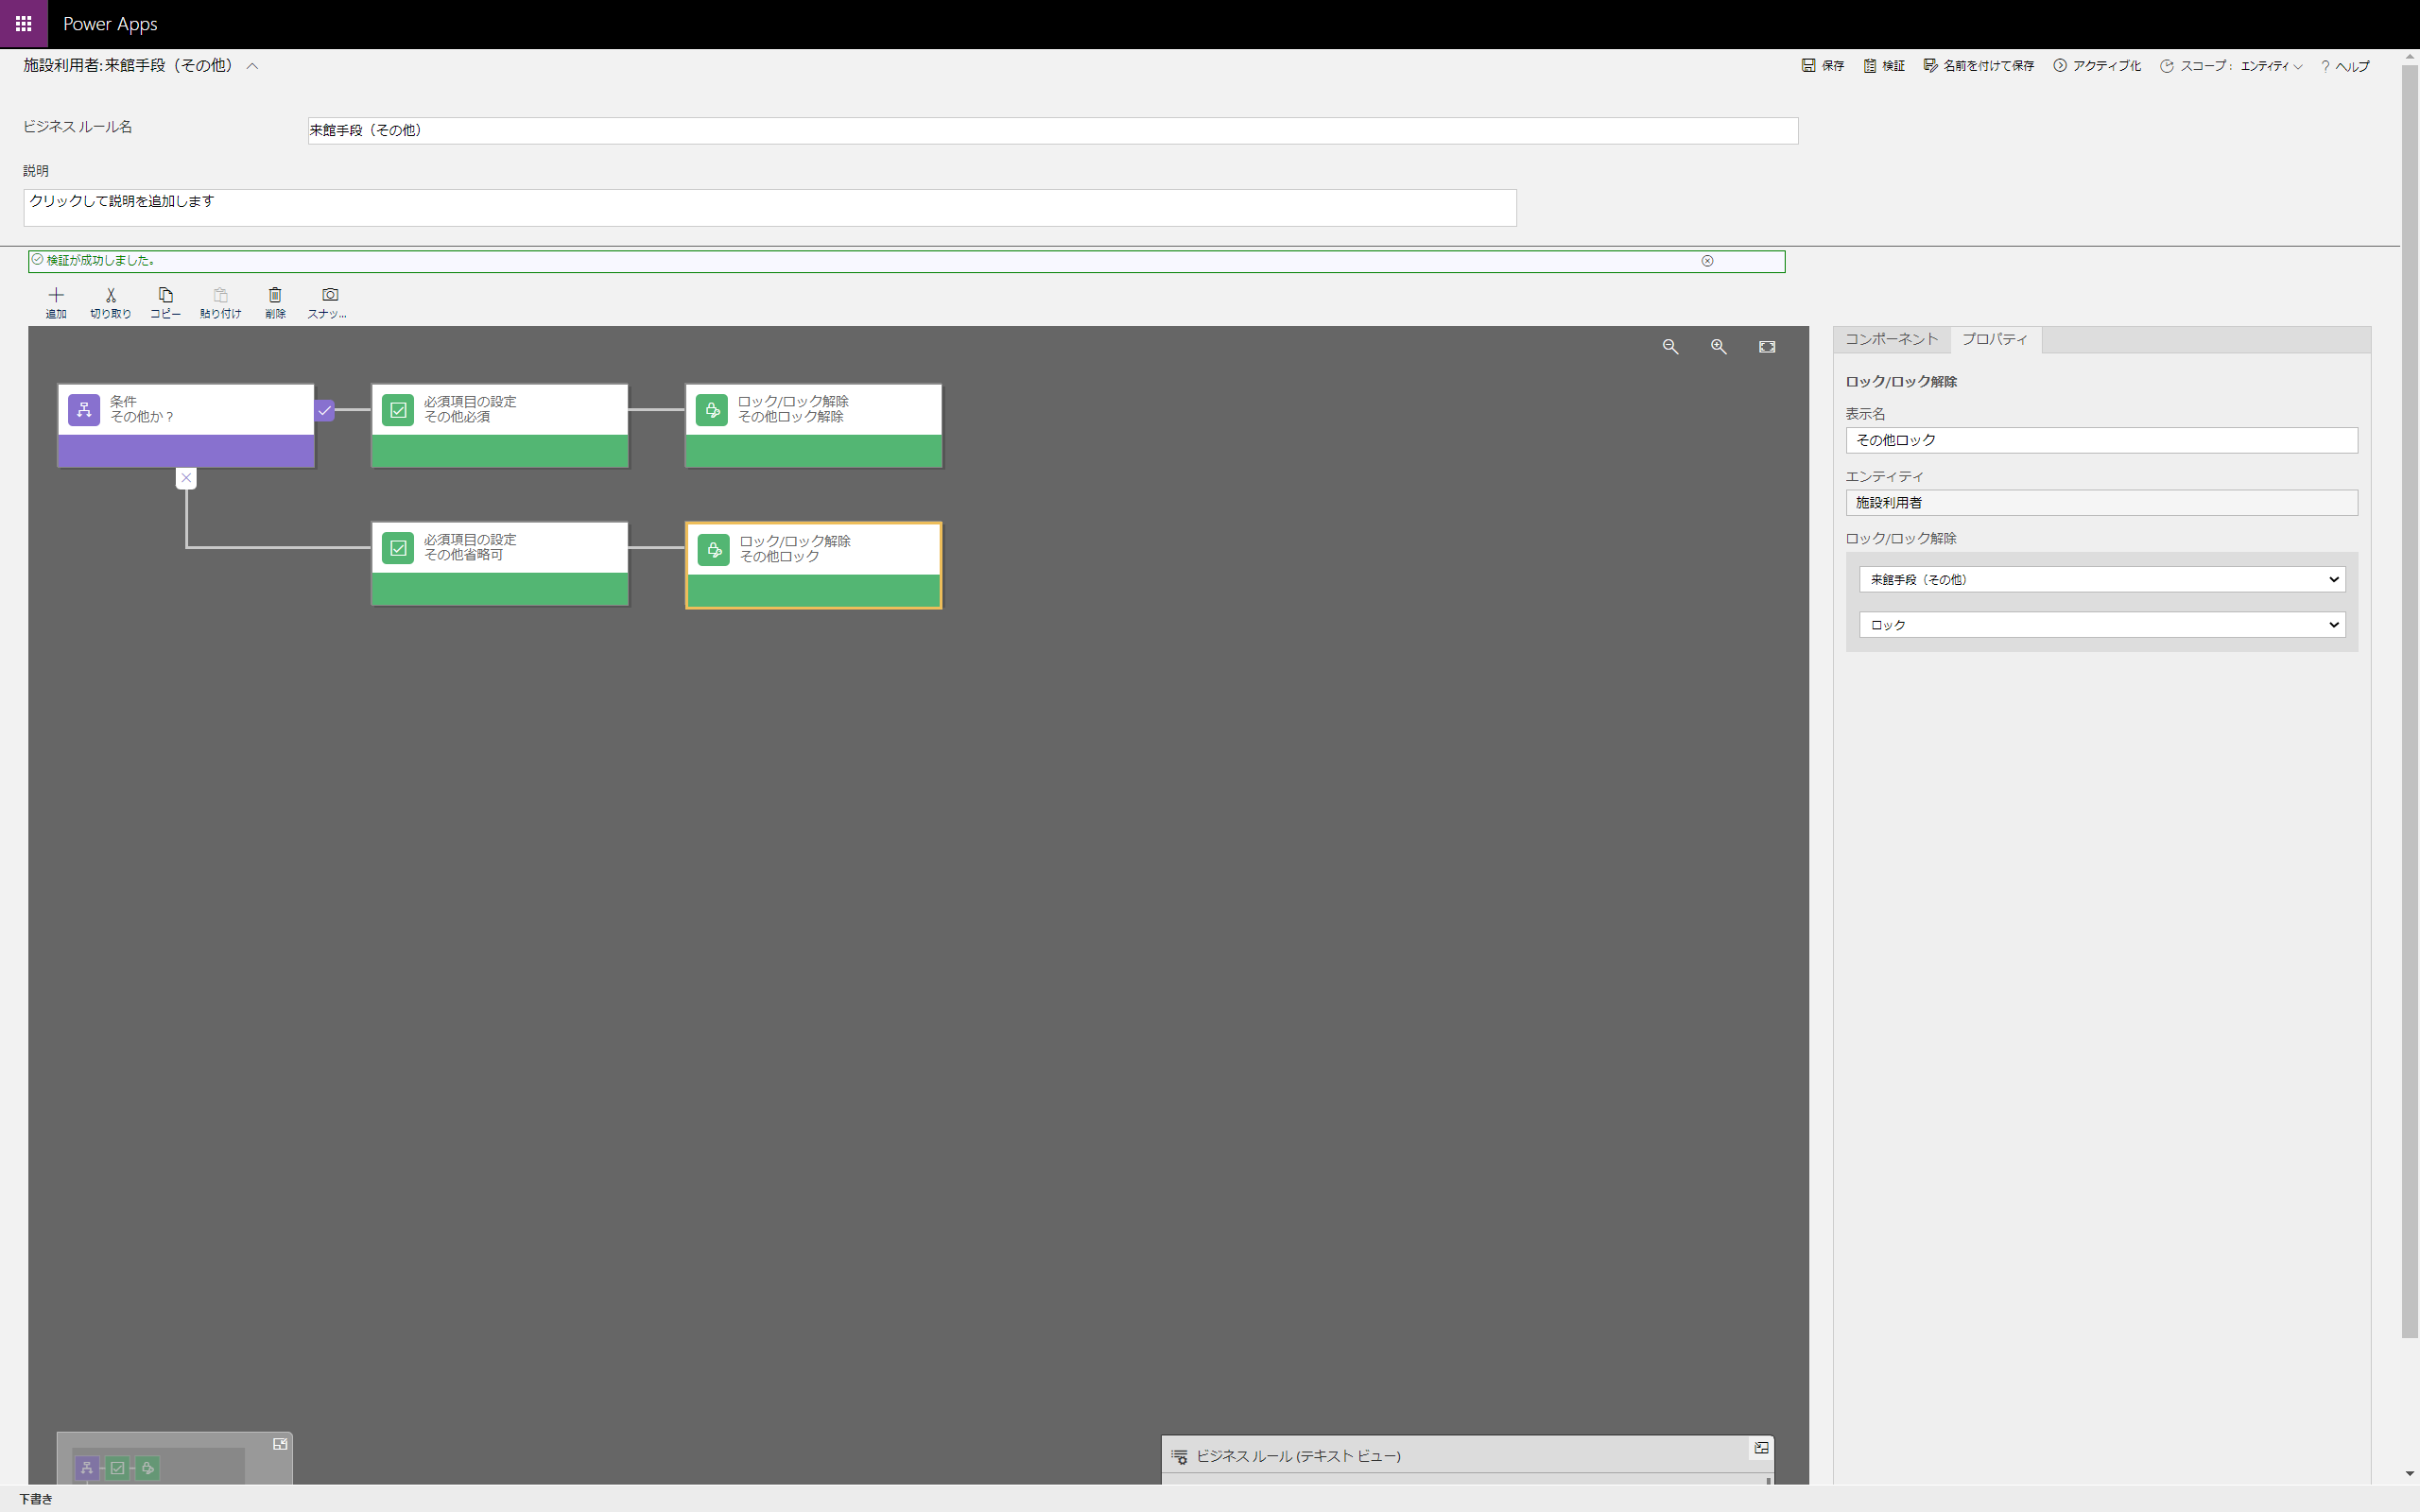 Power Apps
施設利用者:来館手段（その他）
保存 検証 名前を付けて保存 アクティブ化 スコープ: エンティティ ? ヘルプ
ビジネス ルール名 来館手段（その他）
説明
クリックして説明を追加します
検証が成功しました。
追加 切り取り コピー 貼り付け 削除 スナッ...
コンポーネント プロパティ
条件
その他か？
必須項目の設定
その他必須
ロック/ロック解除
その他ロック解除
必須項目の設定
その他省略可
ロック/ロック解除
その他ロック
ロック/ロック解除
表示名
その他ロック
エンティティ
施設利用者
ロック/ロック解除
来館手段（その他）
ロック
ビジネス ルール (テキスト ビュー)
下書き